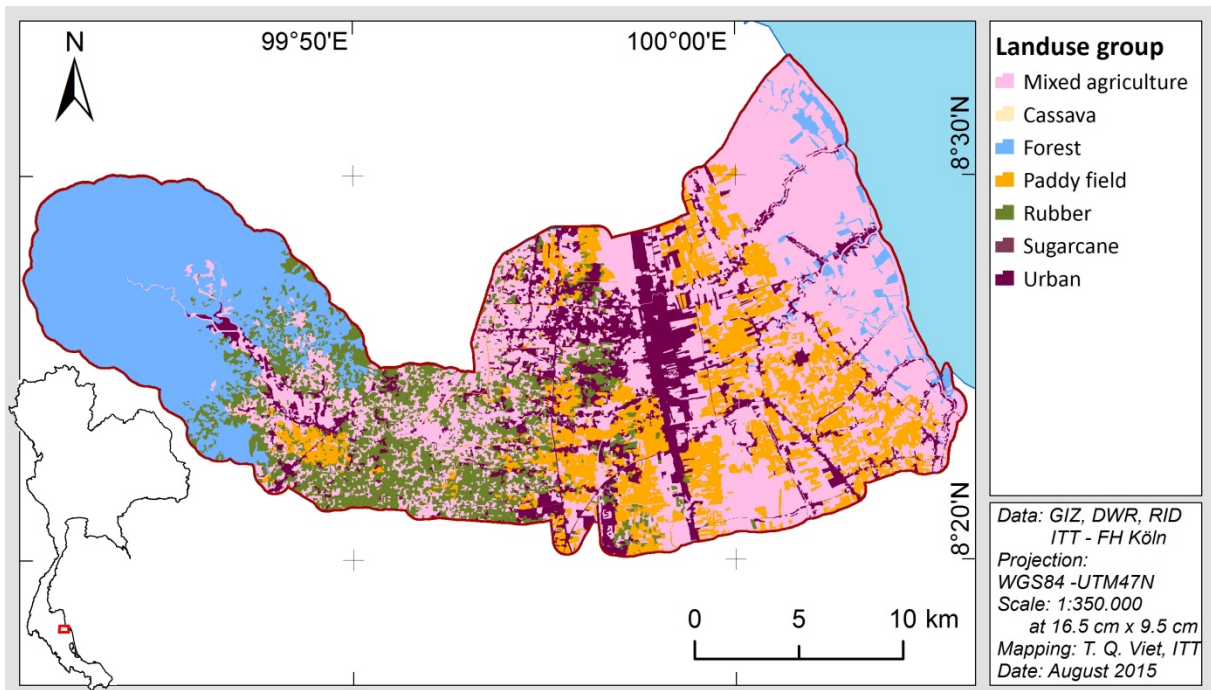 N
99°50'E
100°00'E
8°30'N
8°20'N
0 5 10 km
Landuse group
Mixed agriculture
Cassava
Forest
Paddy field
Rubber
Sugarcane
Urban
Data: GIZ, DWR, RID
ITT - FH Köln
Projection:
WGS84 -UTM47N
Scale: 1:350.000
at 16.5 cm x 9.5 cm
Mapping: T. Q. Viet, ITT
Date: August 2015